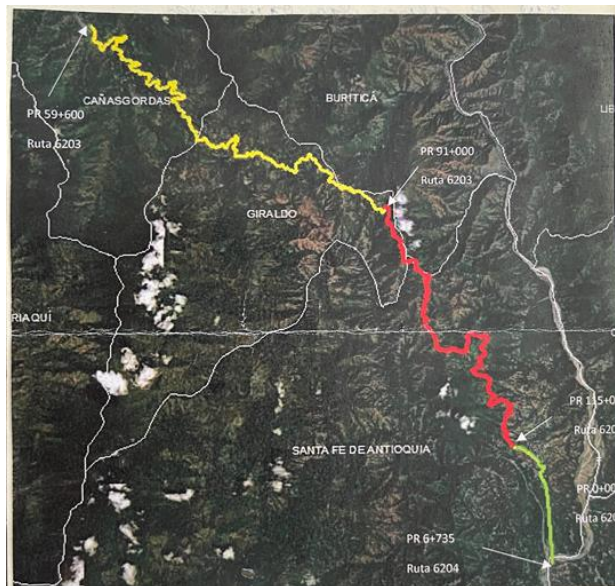 CAÑASGORDAS
BURITICÁ
PR 59+600
Ruta 6203
PR 91+000
Ruta 6203
GIRALDO
SANTA FE DE ANTIOQUIA
PR 6+735
Ruta 6204